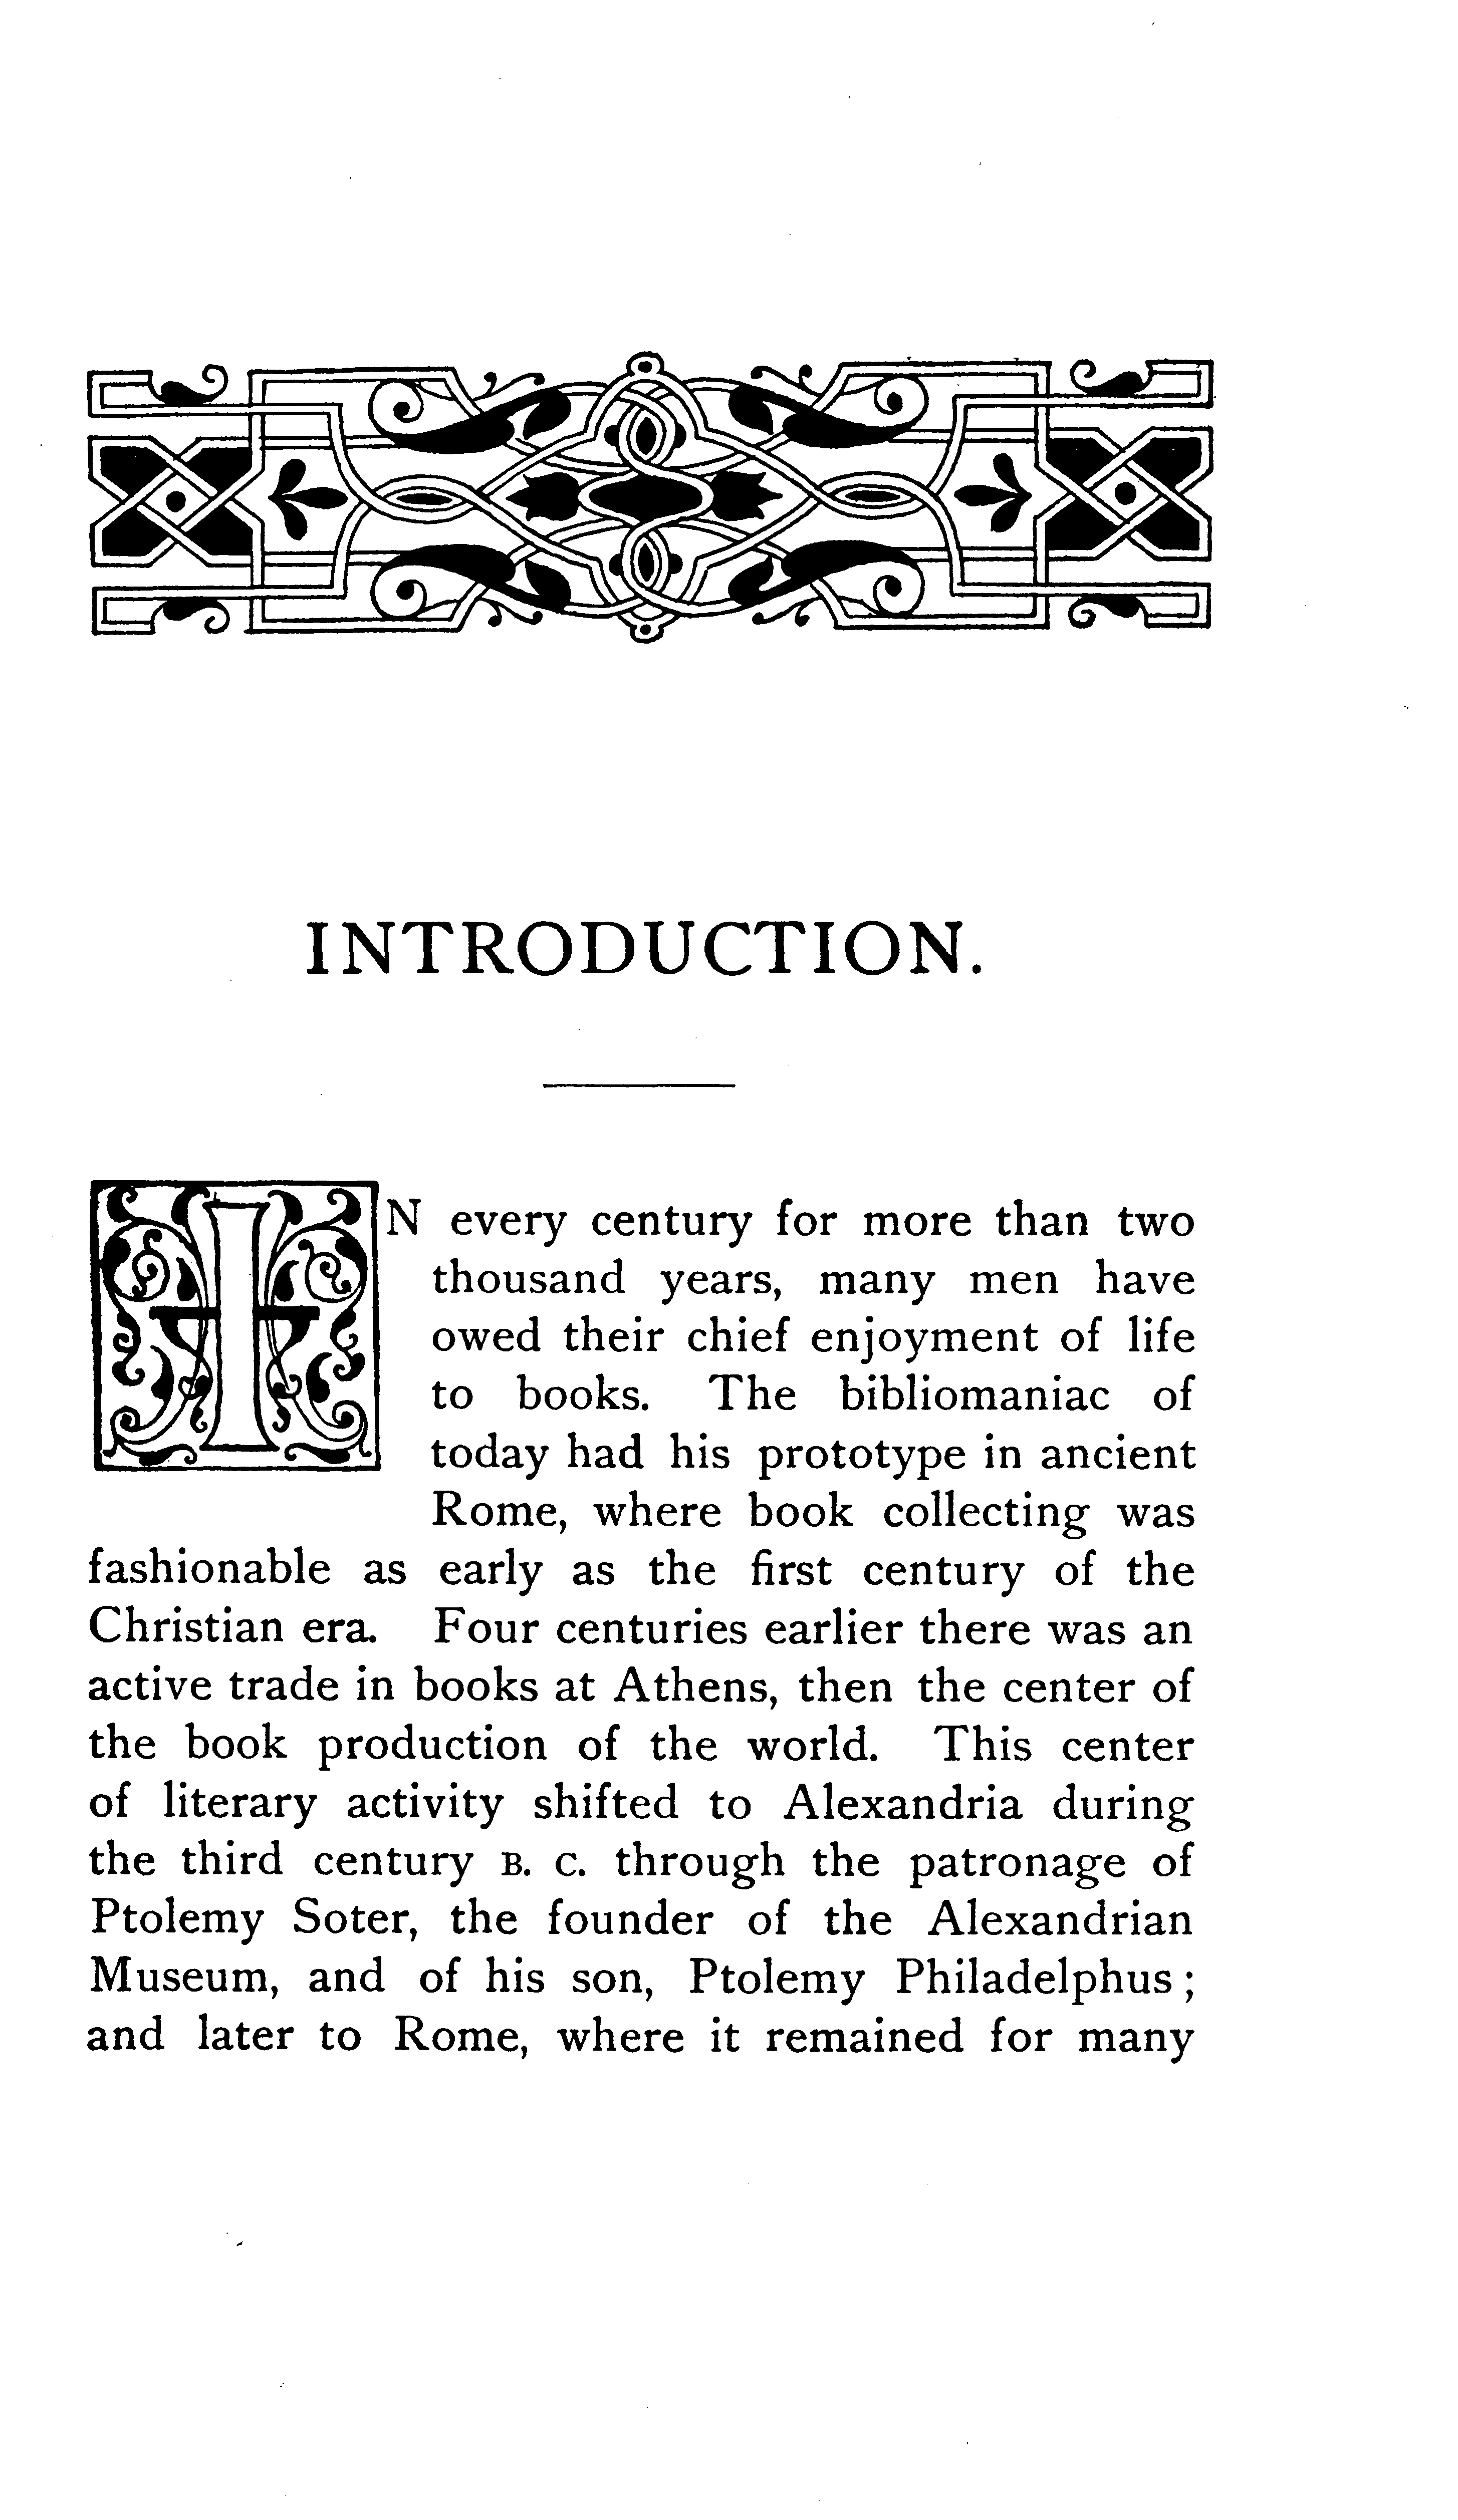 INTRODUCTION.
IN every century for more than two
thousand years, many men have
owed their chief enjoyment of life
to books. The bibliomaniac of
today had his prototype in ancient
Rome, where book collecting was
fashionable as early as the first century of the
Christian era. Four centuries earlier there was an
active trade in books at Athens, then the center of
the book production of the world. This center
of literary activity shifted to Alexandria during
the third century B. C. through the patronage of
Ptolemy Soter, the founder of the Alexandrian
Museum, and of his son, Ptolemy Philadelphus;
and later to Rome, where it remained for many